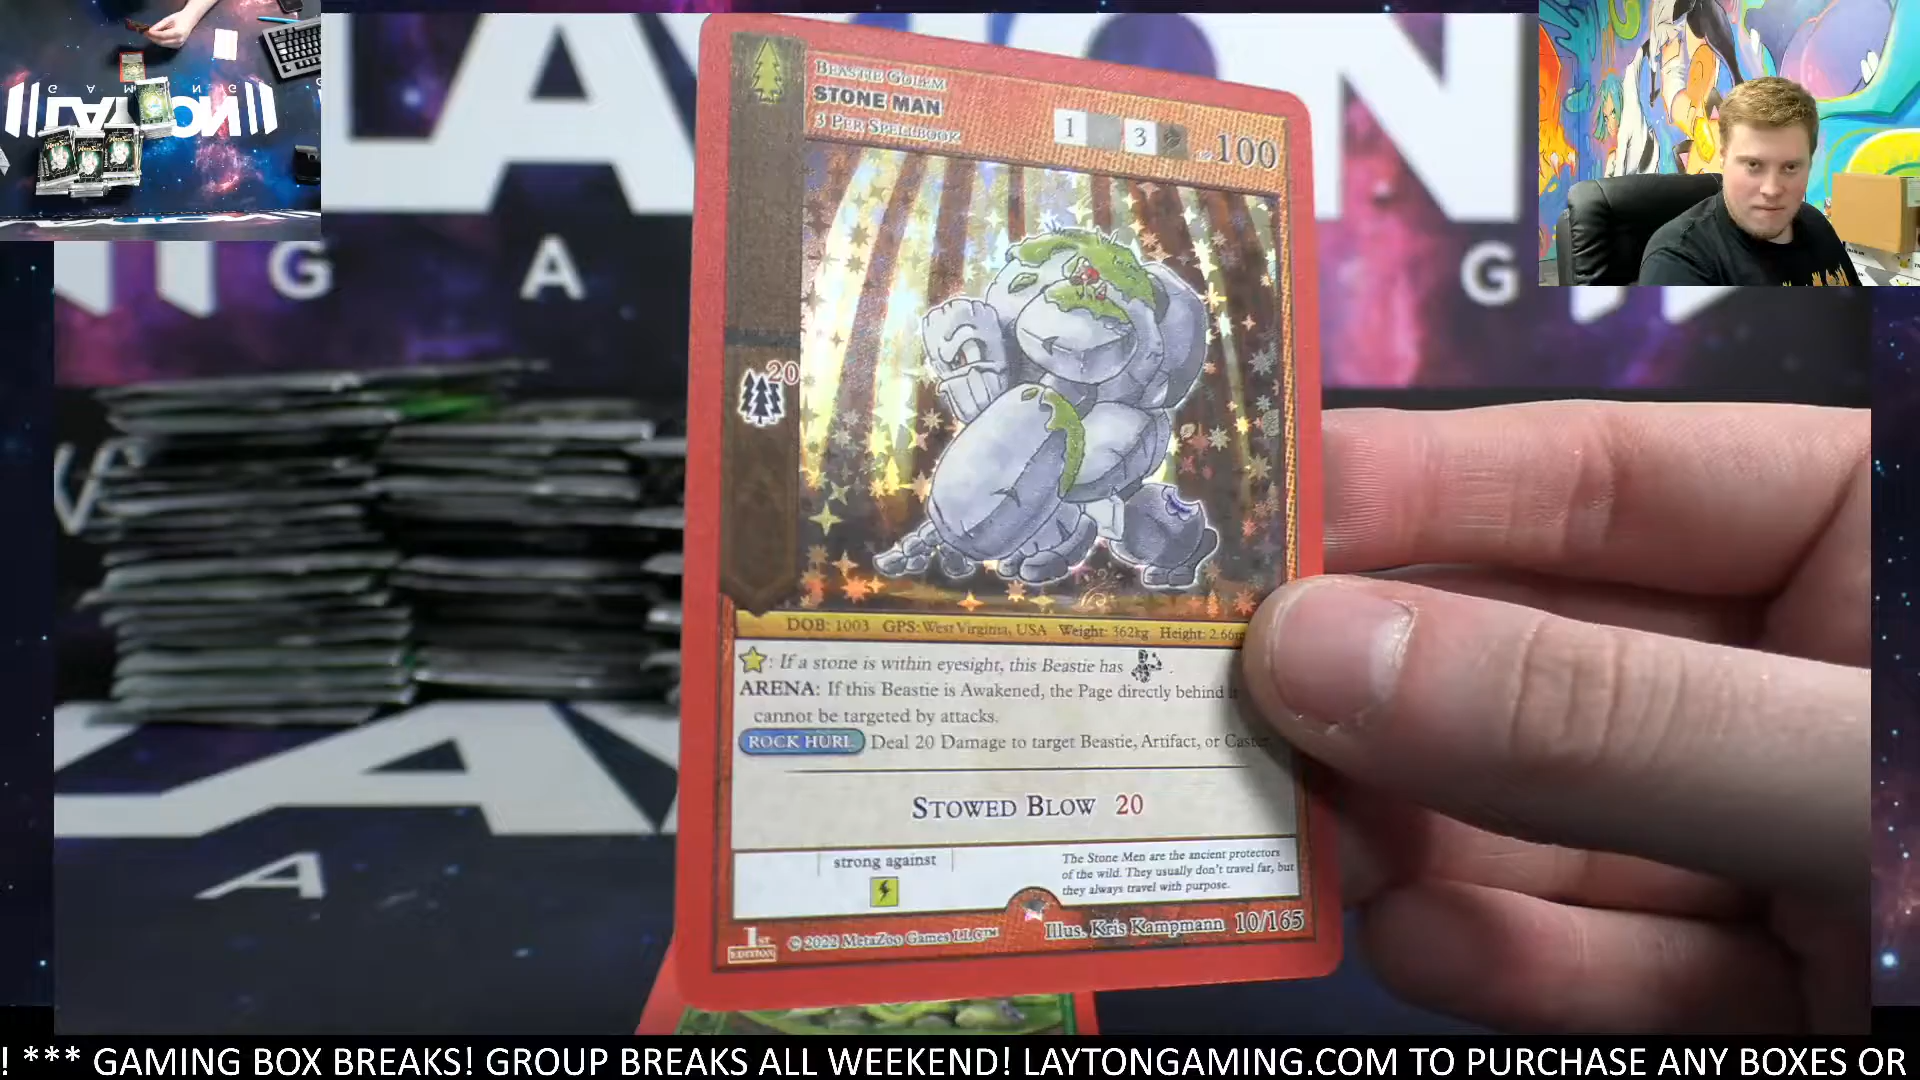 BEASTIE GOLEM
STONE MAN
3 PER SPELLBOOK
1 3
LP 100
20
DOB: 1003 GPS: West Virginia, USA Weight: 362kg Height: 2.66m
: If a stone is within eyesight, this Beastie has .
ARENA: If this Beastie is Awakened, the Page directly behind it
cannot be targeted by attacks.
ROCK HURL Deal 20 Damage to target Beastie, Artifact, or Caster.
STOWED BLOW 20
strong against
The Stone Men are the ancient protectors
of the wild. They usually don't travel far, but
they always travel with purpose.
1ST EDITION
© 2022 MetaZoo Games LLC™
Illus. Kris Kampmann 10/165
GAMING
LAYTON
G A G
A
! *** GAMING BOX BREAKS! GROUP BREAKS ALL WEEKEND! LAYTONGAMING.COM TO PURCHASE ANY BOXES OR